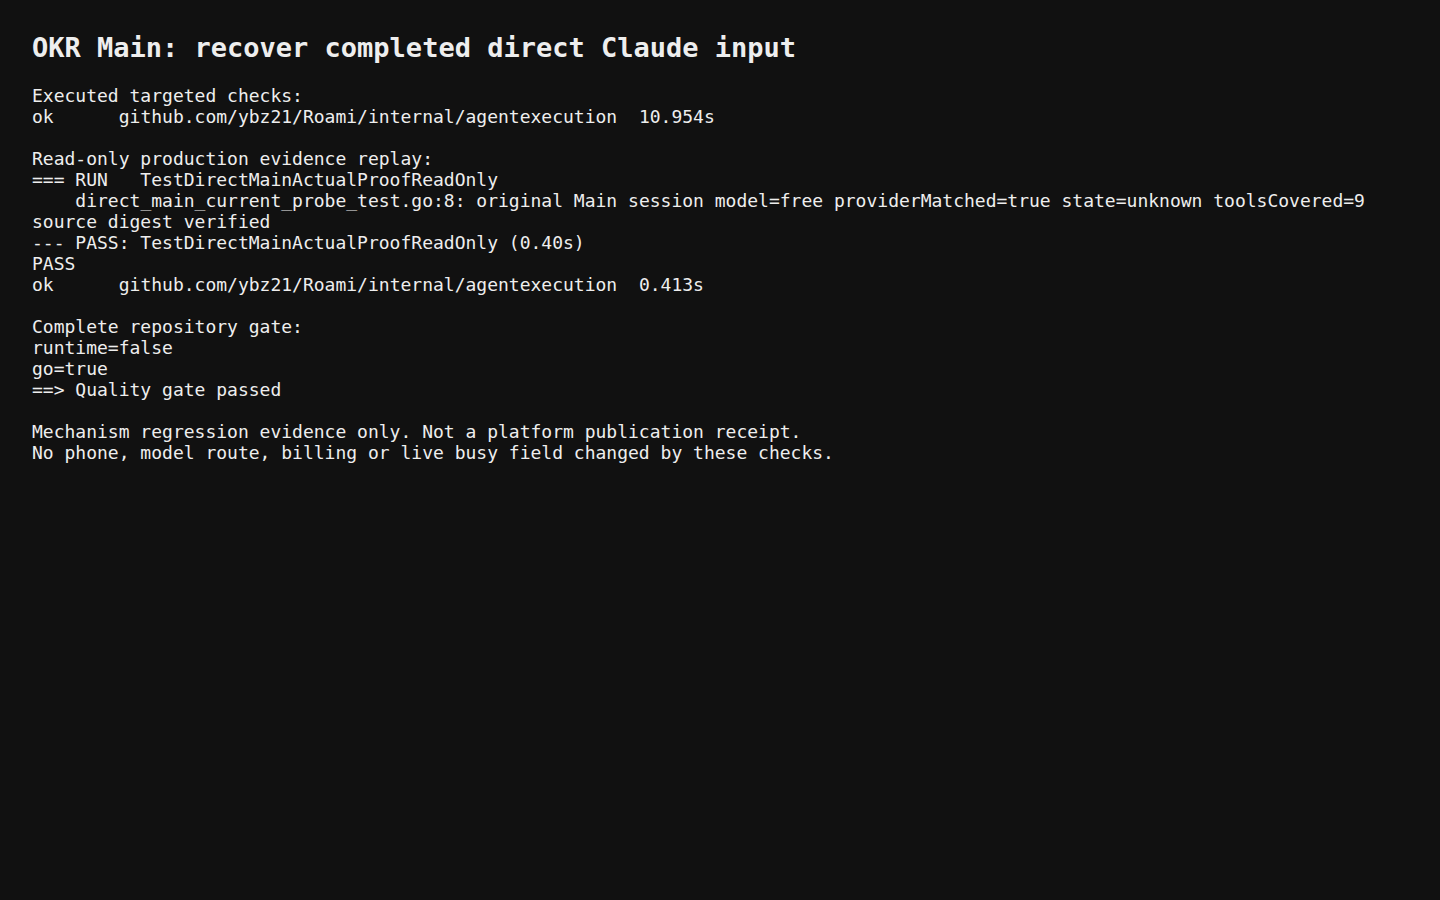 OKR Main: recover completed direct Claude input
Executed targeted checks:
ok      github.com/ybz21/Roami/internal/agentexecution  10.954s
Read-only production evidence replay:
=== RUN   TestDirectMainActualProofReadOnly
    direct_main_current_probe_test.go:8: original Main session model=free providerMatched=true state=unknown toolsCovered=9
source digest verified
--- PASS: TestDirectMainActualProofReadOnly (0.40s)
PASS
ok      github.com/ybz21/Roami/internal/agentexecution  0.413s
Complete repository gate:
runtime=false
go=true
==> Quality gate passed
Mechanism regression evidence only. Not a platform publication receipt.
No phone, model route, billing or live busy field changed by these checks.